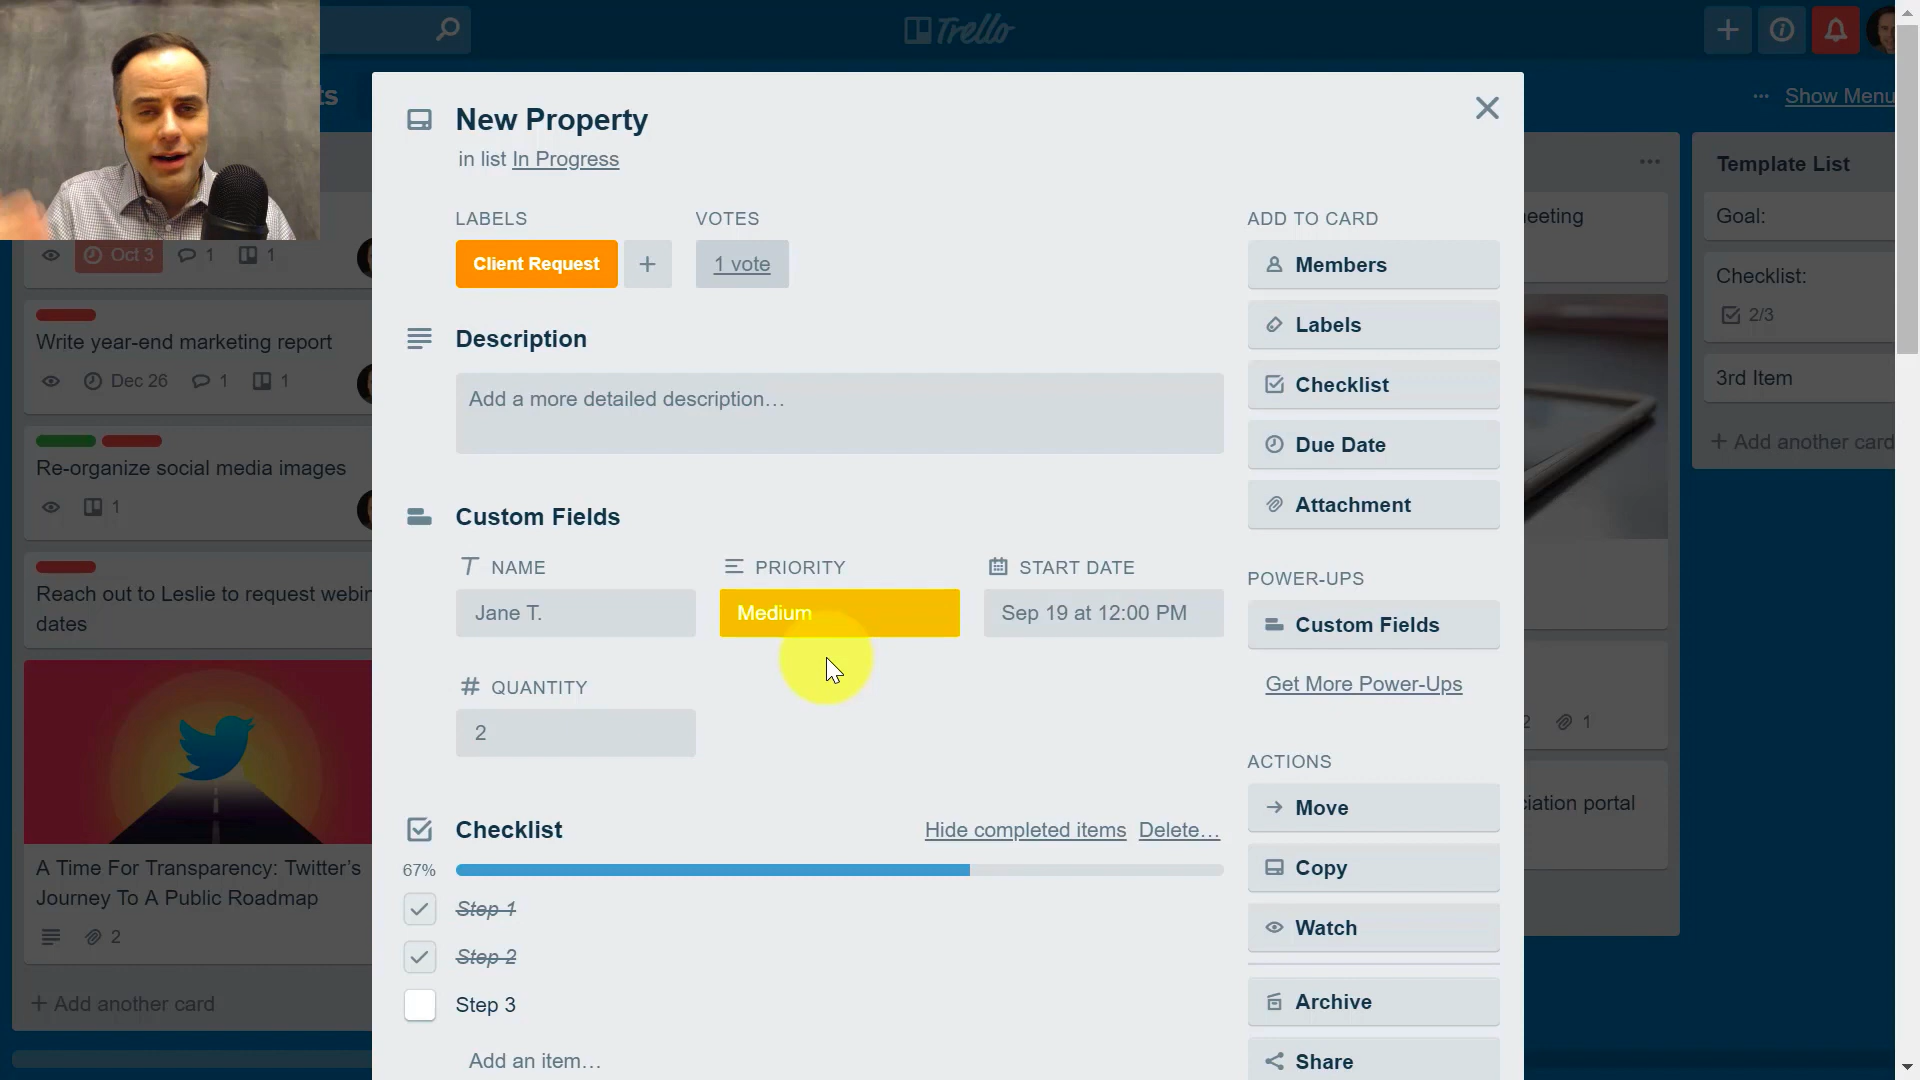 Trello
ts
... Show Menu
New Property
in list In Progress
LABELS
VOTES
Client Request
+
1 vote
Description
Add a more detailed description…
Custom Fields
NAME
PRIORITY
START DATE
Jane T.
Medium
Sep 19 at 12:00 PM
# QUANTITY
2
Checklist
Hide completed items
Delete…
67%
Step 1
Step 2
Step 3
Add an item…
ADD TO CARD
Members
Labels
Checklist
Due Date
Attachment
POWER-UPS
Custom Fields
Get More Power-Ups
ACTIONS
Move
Copy
Watch
Archive
Share
Oct 3
1
1
Write year-end marketing report
Dec 26
1
1
Re-organize social media images
1
Reach out to Leslie to request webin
dates
A Time For Transparency: Twitter’s
Journey To A Public Roadmap
2
+ Add another card
neeting
2
1
ciation portal
Template List
Goal:
Checklist:
2/3
3rd Item
+ Add another card